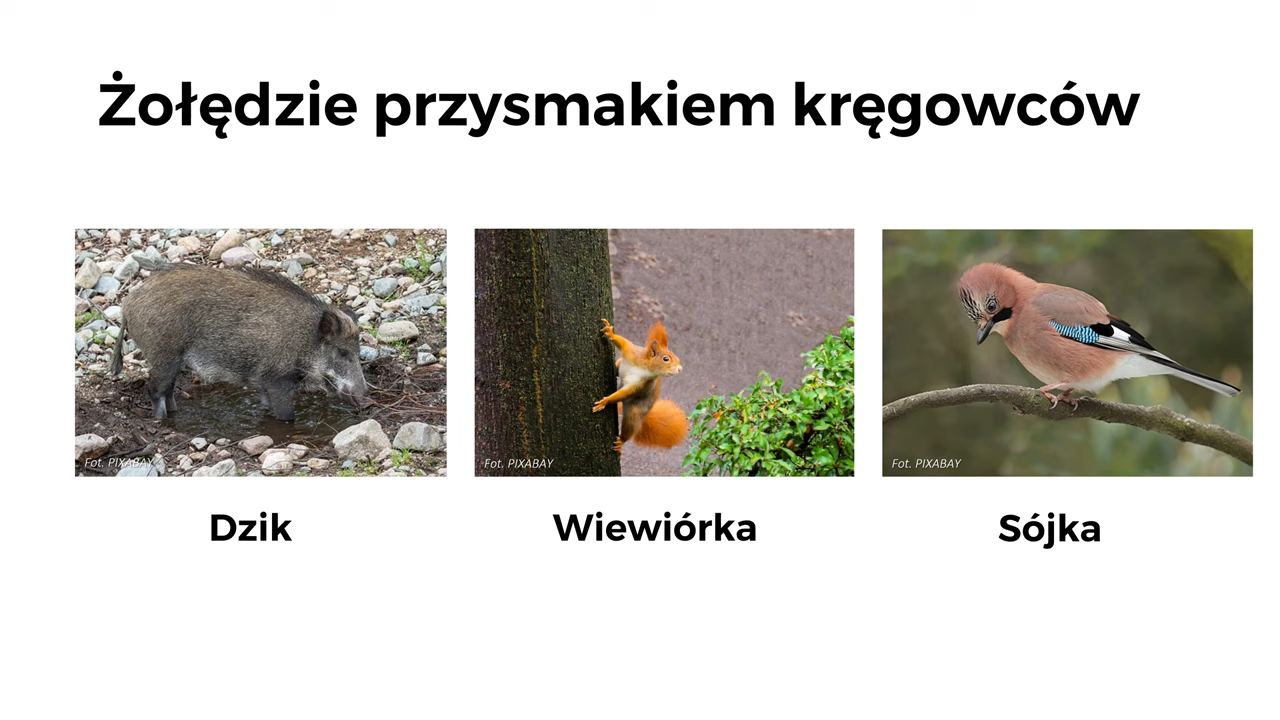 Żołędzie przysmakiem kręgowców
Fot. PIXABAY
Fot. PIXABAY
Fot. PIXABAY
Dzik
Wiewiórka
Sójka